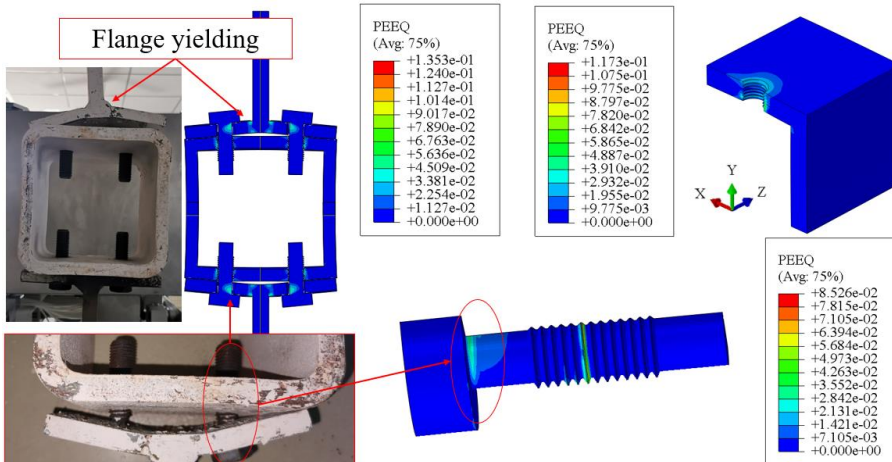 Flange yielding
PEEQ
(Avg: 75%)
+1.353e-01
+1.240e-01
+1.127e-01
+1.014e-01
+9.017e-02
+7.890e-02
+6.763e-02
+5.636e-02
+4.509e-02
+3.381e-02
+2.254e-02
+1.127e-02
+0.000e+00
PEEQ
(Avg: 75%)
+1.173e-01
+1.075e-01
+9.775e-02
+8.797e-02
+7.820e-02
+6.842e-02
+5.865e-02
+4.887e-02
+3.910e-02
+2.932e-02
+1.955e-02
+9.775e-03
+0.000e+00
Y
X
Z
PEEQ
(Avg: 75%)
+8.526e-02
+7.815e-02
+7.105e-02
+6.394e-02
+5.684e-02
+4.973e-02
+4.263e-02
+3.552e-02
+2.842e-02
+2.131e-02
+1.421e-02
+7.105e-03
+0.000e+00